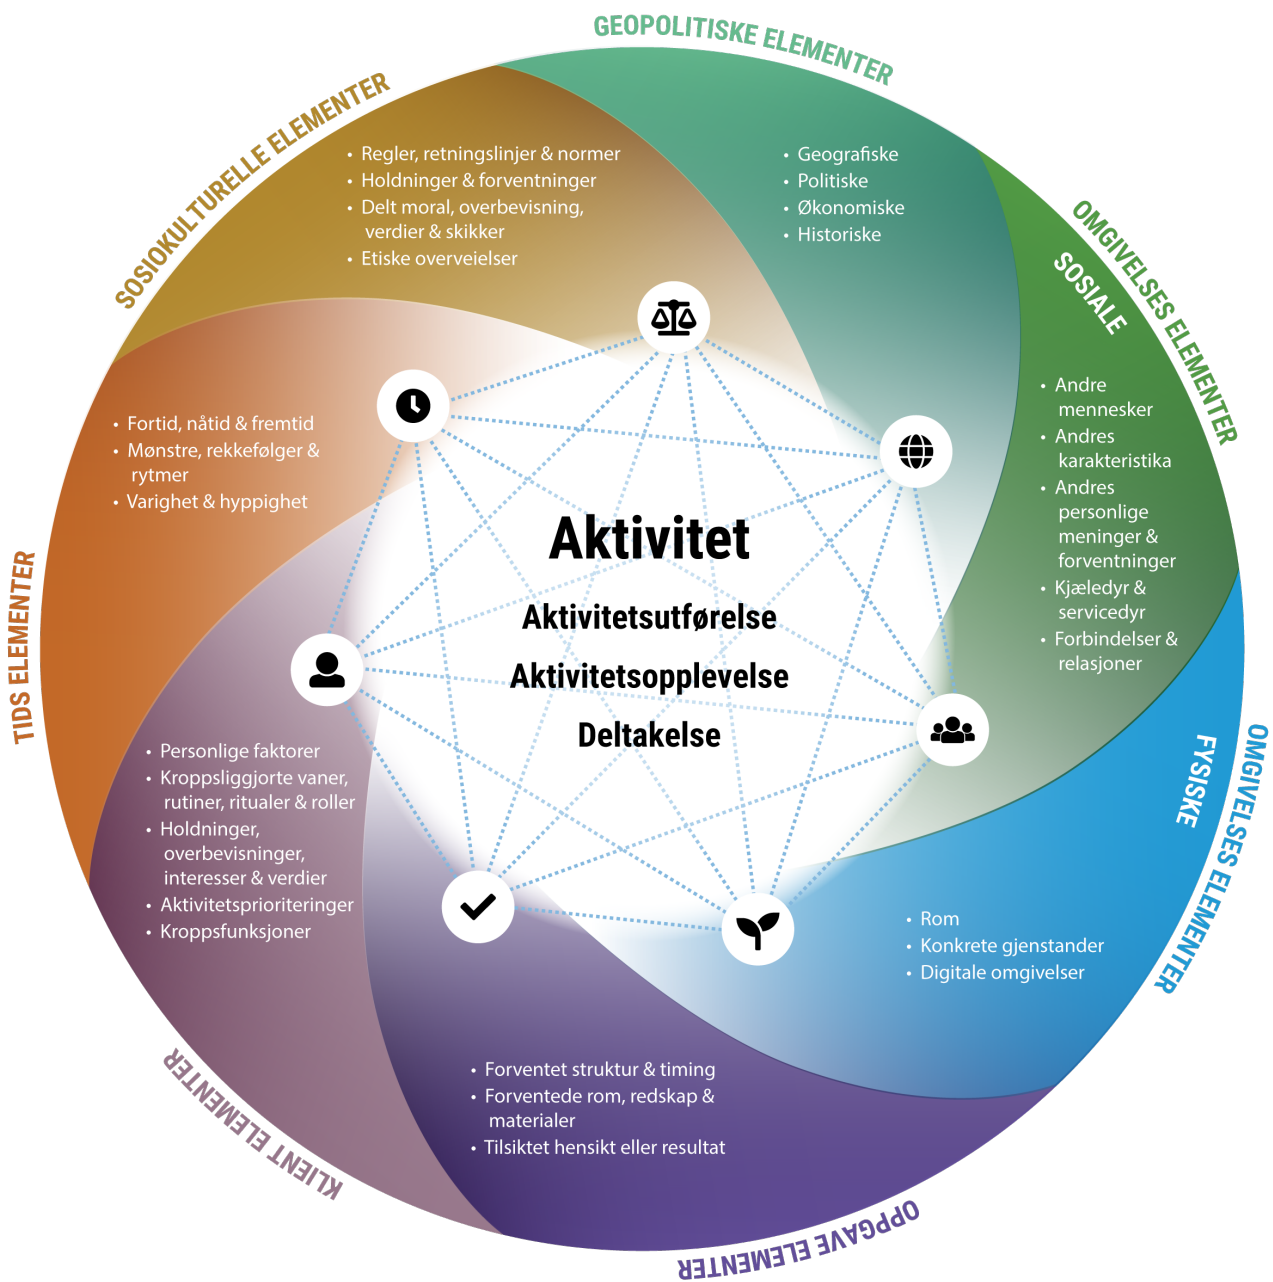 GEOPOLITISKE ELEMENTER
• Geografiske
• Politiske
• Økonomiske
• Historiske
OMGIVELSES ELEMENTER
SOSIALE
• Andre
mennesker
• Andres
karakteristika
• Andres
personlige
meninger &
forventninger
• Kjæledyr &
servicedyr
• Forbindelser &
relasjoner
OMGIVELSES ELEMENTER
FYSISKE
• Rom
• Konkrete gjenstander
• Digitale omgivelser
OPPGAVE ELEMENTER
• Forventet struktur & timing
• Forventede rom, redskap &
materialer
• Tilsiktet hensikt eller resultat
KLIENT ELEMENTER
• Personlige faktorer
• Kroppsliggjorte vaner,
rutiner, ritualer & roller
• Holdninger,
overbevisninger,
interesser & verdier
• Aktivitetsprioriteringer
• Kroppsfunksjoner
TIDS ELEMENTER
• Fortid, nåtid & fremtid
• Mønstre, rekkefølger &
rytmer
• Varighet & hyppighet
SOSIOKULTURELLE ELEMENTER
• Regler, retningslinjer & normer
• Holdninger & forventninger
• Delt moral, overbevisning,
verdier & skikker
• Etiske overveielser
Aktivitet
Aktivitetsutførelse
Aktivitetsopplevelse
Deltakelse